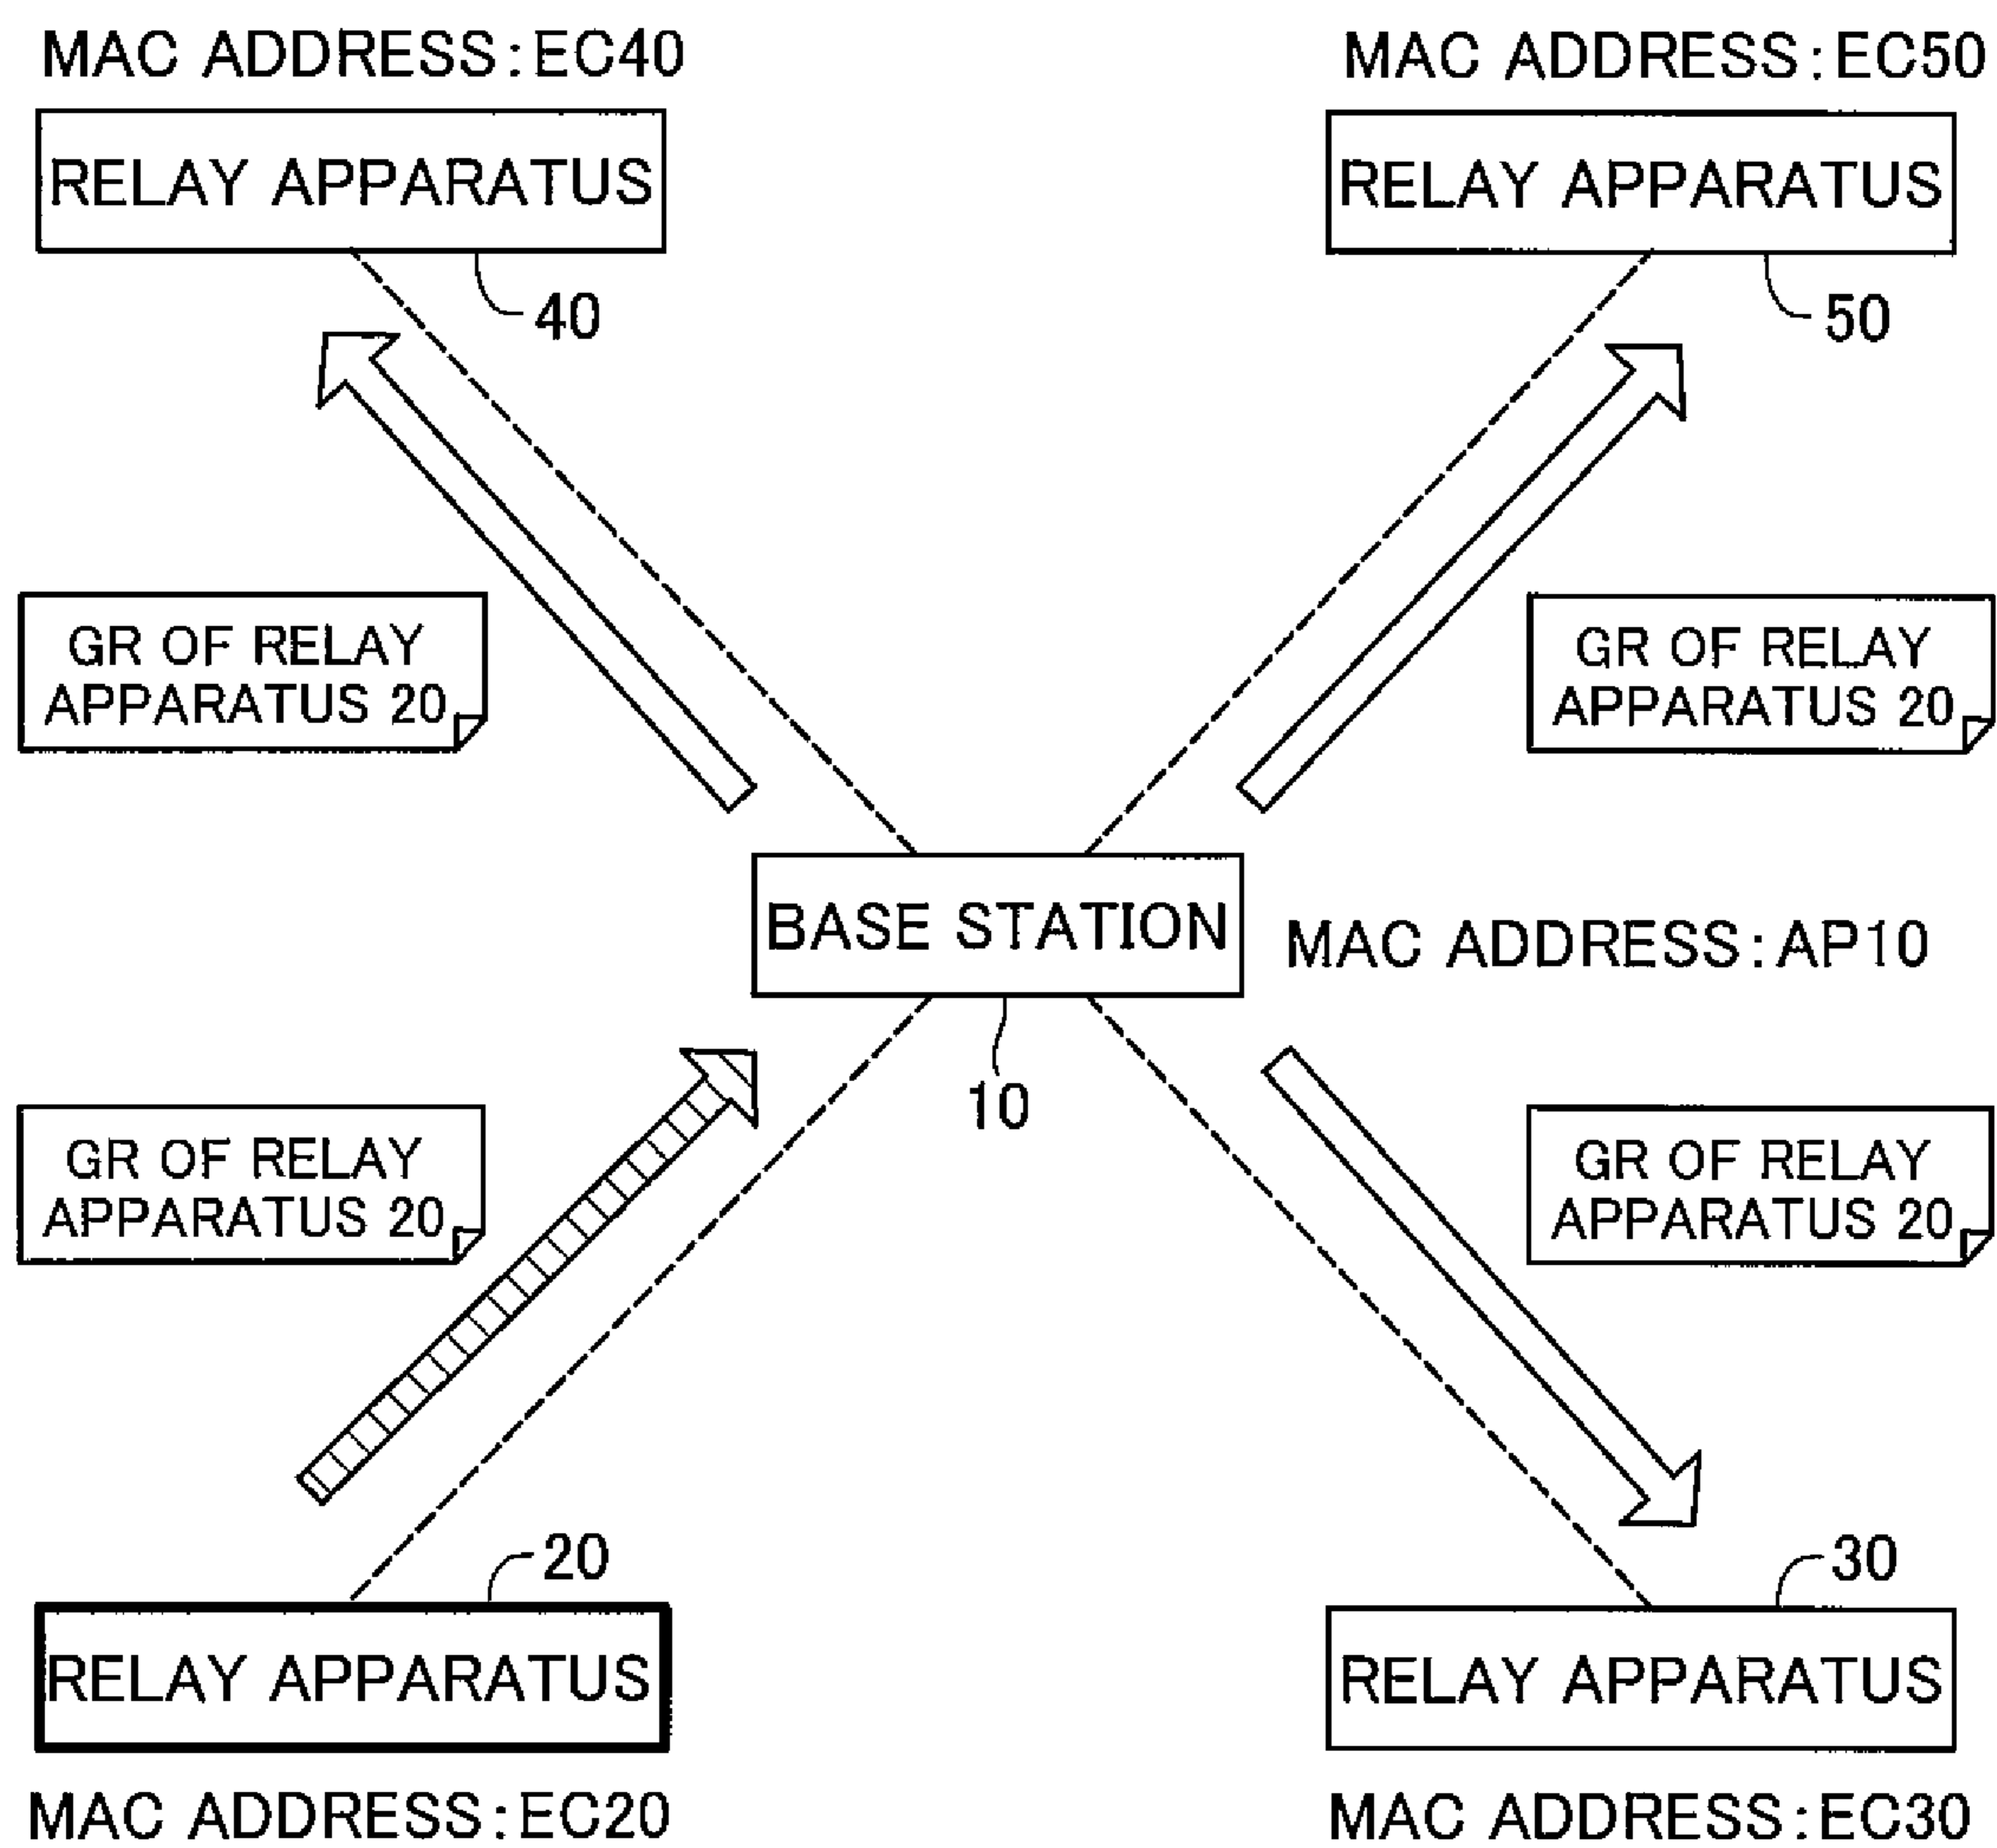 MAC ADDRESS:EC40
MAC ADDRESS:EC50
RELAY APPARATUS
RELAY APPARATUS
40
50
GR OF RELAY
APPARATUS 20
GR OF RELAY
APPARATUS 20
BASE STATION
MAC ADDRESS:AP10
10
GR OF RELAY
APPARATUS 20
GR OF RELAY
APPARATUS 20
20
30
RELAY APPARATUS
RELAY APPARATUS
MAC ADDRESS:EC20
MAC ADDRESS:EC30